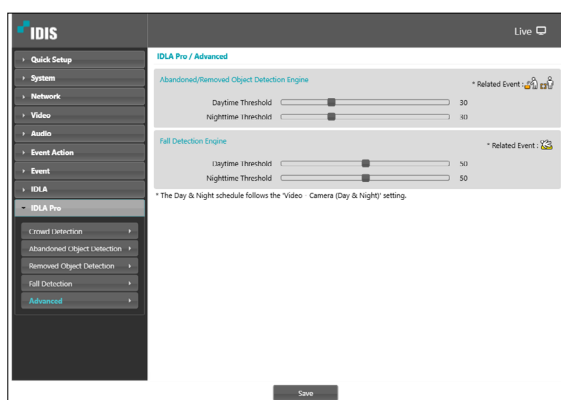 IDIS
Live
Quick Setup
System
Network
Video
Audio
Event Action
Event
IDLA
IDLA Pro
Crowd Detection
Abandoned Object Detection
Removed Object Detection
Fall Detection
Advanced
IDLA Pro / Advanced
Abandoned/Removed Object Detection Engine
* Related Event :
Daytime Threshold 30
Nighttime Threshold 30
Fall Detection Engine
* Related Event :
Daytime Threshold 50
Nighttime Threshold 50
* The Day & Night schedule follows the 'Video - Camera (Day & Night)' setting.
Save